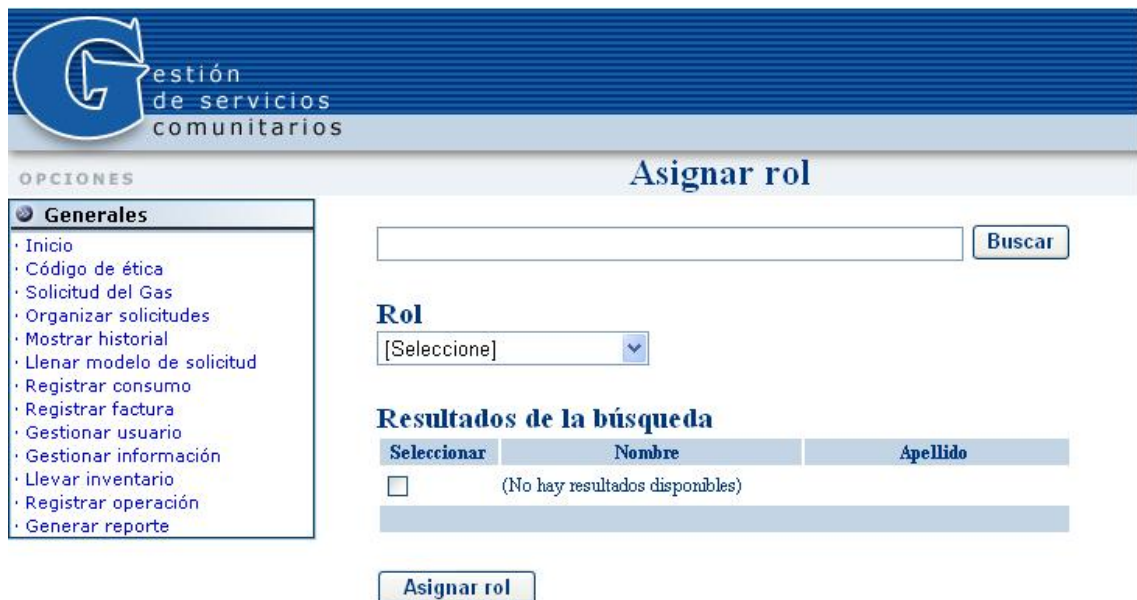 Gestión
de servicios
comunitarios
OPCIONES
Asignar rol
Generales
· Inicio
· Código de ética
· Solicitud del Gas
· Organizar solicitudes
· Mostrar historial
· Llenar modelo de solicitud
· Registrar consumo
· Registrar factura
· Gestionar usuario
· Gestionar información
· Llevar inventario
· Registrar operación
· Generar reporte
Buscar
Rol
[Seleccione]
Resultados de la búsqueda
Seleccionar Nombre Apellido
(No hay resultados disponibles)
Asignar rol